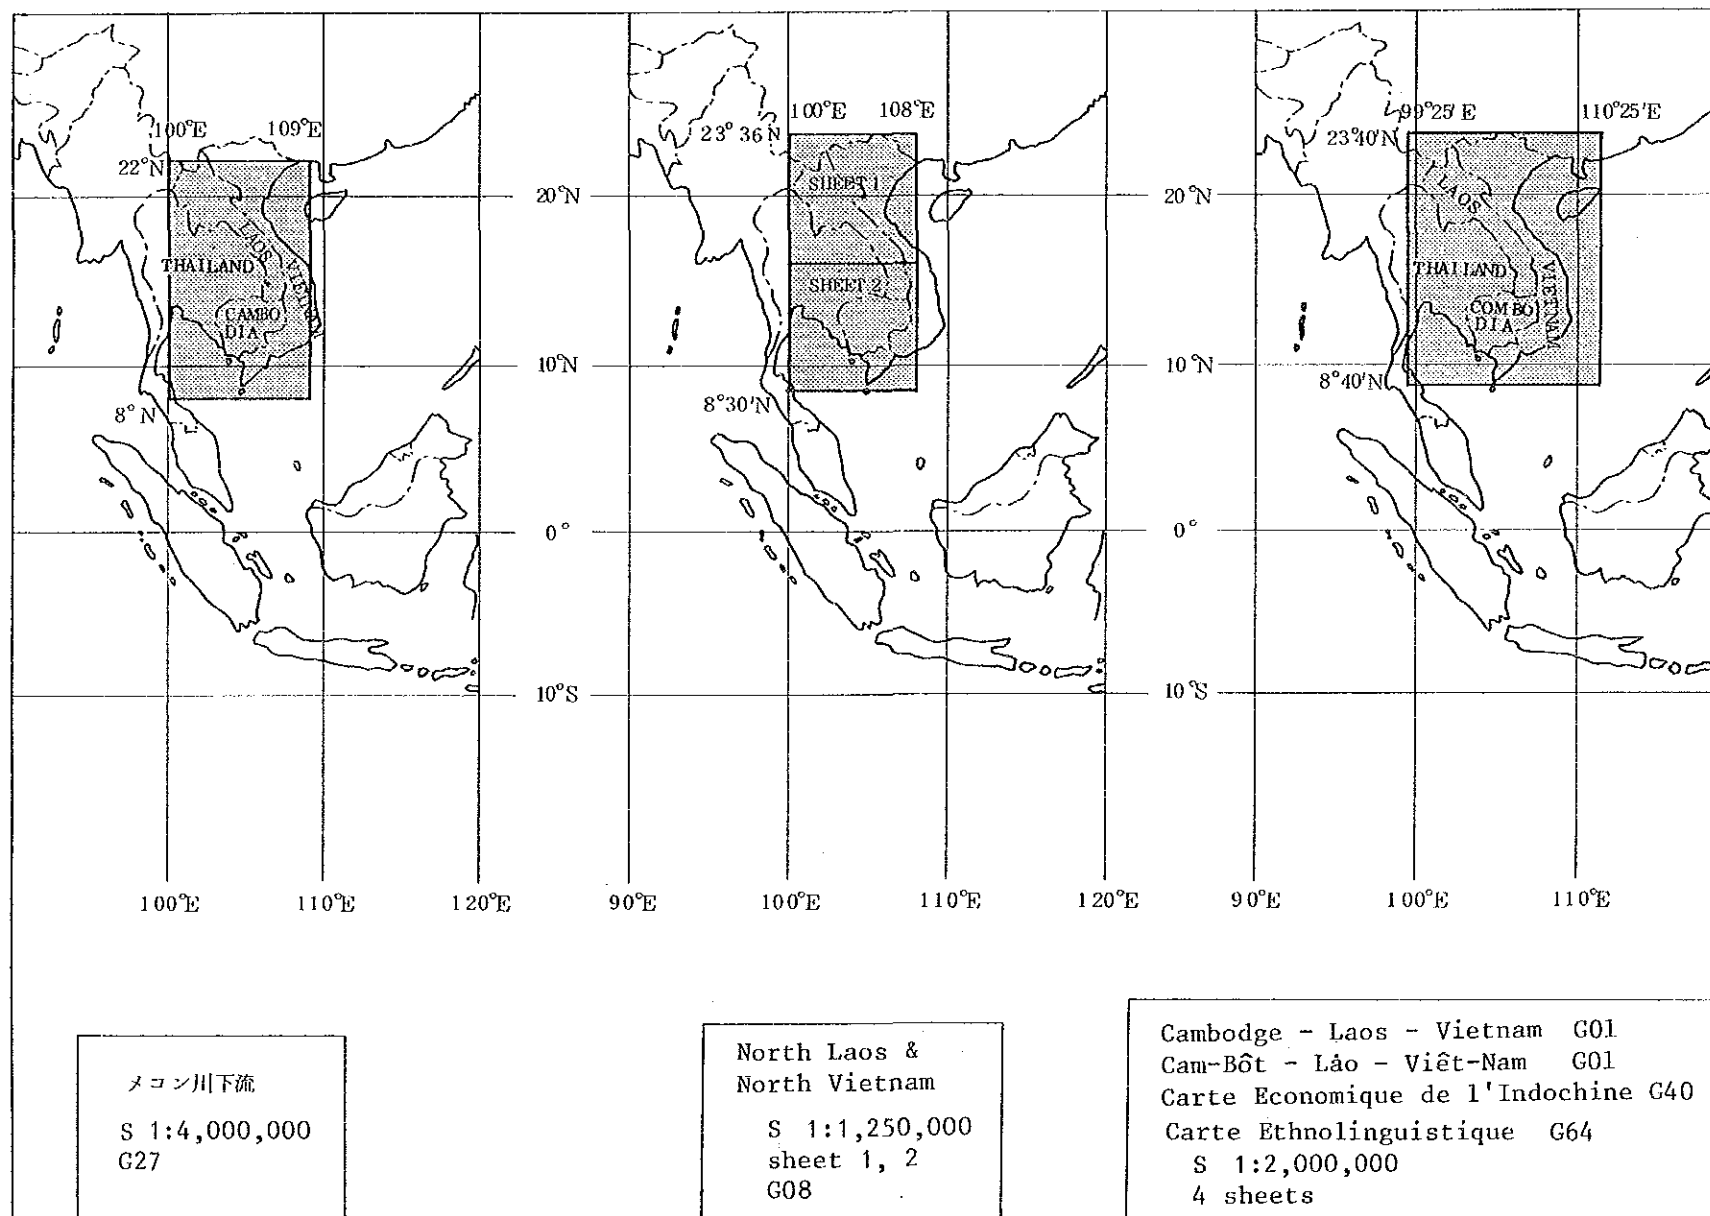 100°E 109°E
22°N
LAOS
THAILAND
CAMBO
DIA
8° N
100°E 110°E 120°E
メコン川下流
S 1:4,000,000
G27
100°E 108°E
23° 36'N
SHEET 1
SHEET 2
8°30'N
20°N
10°N
0°
10°S
90°E 100°E 110°E 120°E
North Laos &
North Vietnam
S 1:1,250,000
sheet 1, 2
G08
99°25'E 110°25'E
23°40'N
LAOS
THAILAND
VIETNAM
COMBO
DIA
8°40'N
20°N
10°N
0°
10°S
90°E 100°E 110°E
Cambodge - Laos - Vietnam G01
Cam-Bôt - Lào - Viêt-Nam G01
Carte Economique de l'Indochine G40
Carte Ethnolinguistique G64
S 1:2,000,000
4 sheets